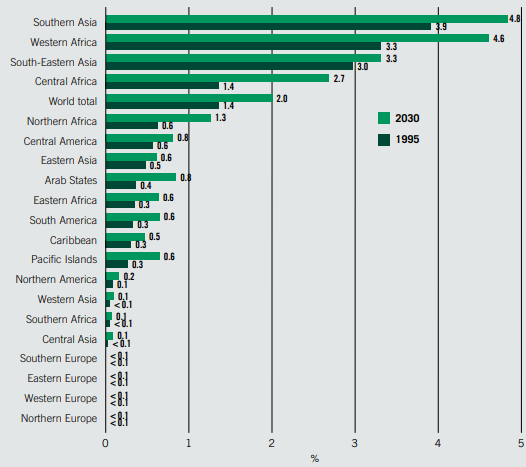 Southern Asia 4.8
3.9
Western Africa 4.6
3.3
South-Eastern Asia 3.3
3.0
Central Africa 2.7
1.4
World total 2.0
1.4
Northern Africa 1.3
0.6
2030
Central America 0.8
0.6
1995
Eastern Asia 0.6
0.5
Arab States 0.8
0.4
Eastern Africa 0.6
0.3
South America 0.6
0.3
Caribbean 0.5
0.3
Pacific Islands 0.6
0.3
Northern America 0.2
0.1
Western Asia 0.1
<0.1
Southern Africa 0.1
<0.1
Central Asia 0.1
<0.1
Southern Europe <0.1
<0.1
Eastern Europe <0.1
<0.1
Western Europe <0.1
<0.1
Northern Europe <0.1
<0.1
0 1 2 3 4 5
%